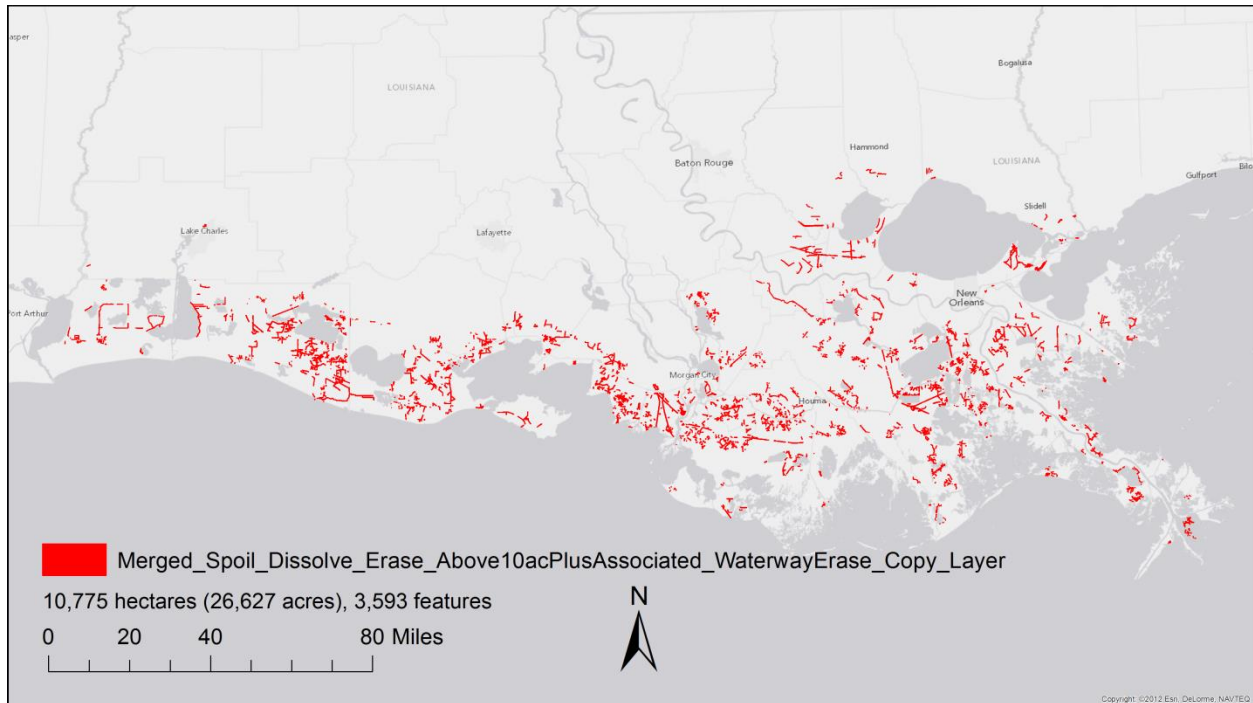 asper
LOUISIANA
Bogalusa
Baton Rouge
Hammond
LOUISIANA
Gulfport
Bilo
Slidell
Lake Charles
Lafayette
Port Arthur
New
Orleans
Morgan City
Houma
Merged_Spoil_Dissolve_Erase_Above10acPlusAssociated_WaterwayErase_Copy_Layer
10,775 hectares (26,627 acres), 3,593 features
N
0 20 40 80 Miles
Copyright: ©2012 Esri, DeLorme, NAVTEQ